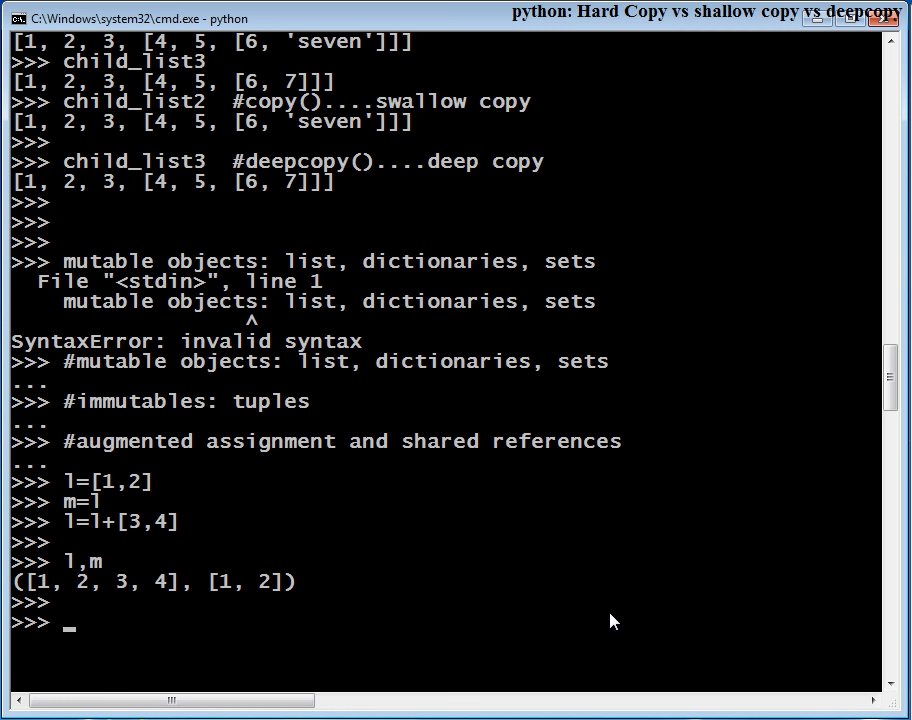 C:\Windows\system32\cmd.exe - python
python: Hard Copy vs shallow copy vs deepcopy
[1, 2, 3, [4, 5, [6, 'seven']]]
>>> child_list3
[1, 2, 3, [4, 5, [6, 7]]]
>>> child_list2  #copy()....swallow copy
[1, 2, 3, [4, 5, [6, 'seven']]]
>>>
>>> child_list3  #deepcopy()....deep copy
[1, 2, 3, [4, 5, [6, 7]]]
>>>
>>>
>>>
>>> mutable objects: list, dictionaries, sets
  File "<stdin>", line 1
    mutable objects: list, dictionaries, sets
                  ^
SyntaxError: invalid syntax
>>> #mutable objects: list, dictionaries, sets
...
>>> #immutables: tuples
...
>>> #augmented assignment and shared references
...
>>> l=[1,2]
>>> m=l
>>> l=l+[3,4]
>>>
>>> l,m
([1, 2, 3, 4], [1, 2])
>>>
>>> _